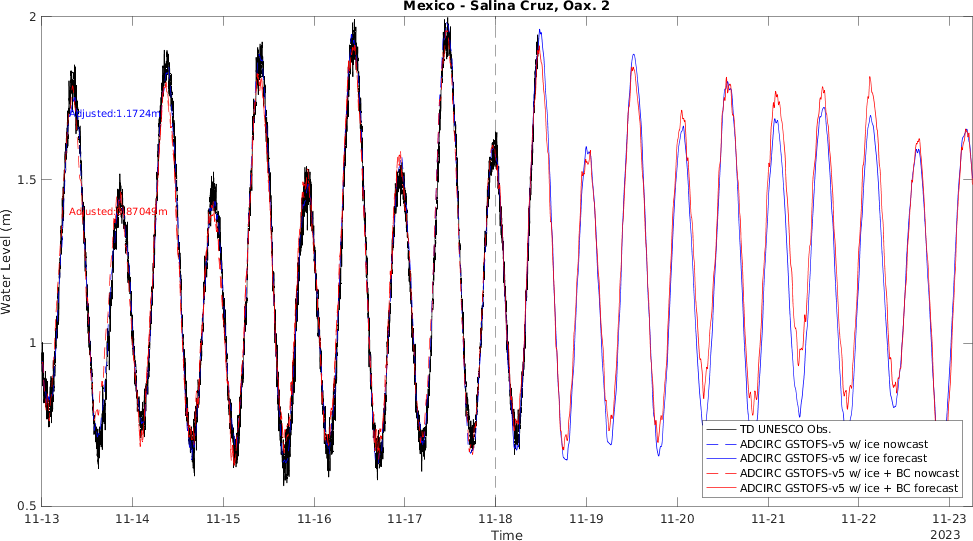 Mexico - Salina Cruz, Oax. 2
2
1.5
1
0.5
Water Level (m)
Adjusted:1.1724m
Adjusted:0.87049m
TD UNESCO Obs.
ADCIRC GSTOFS-v5 w/ ice nowcast
ADCIRC GSTOFS-v5 w/ ice forecast
ADCIRC GSTOFS-v5 w/ ice + BC nowcast
ADCIRC GSTOFS-v5 w/ ice + BC forecast
11-13 11-14 11-15 11-16 11-17 11-18 11-19 11-20 11-21 11-22 11-23
Time
2023